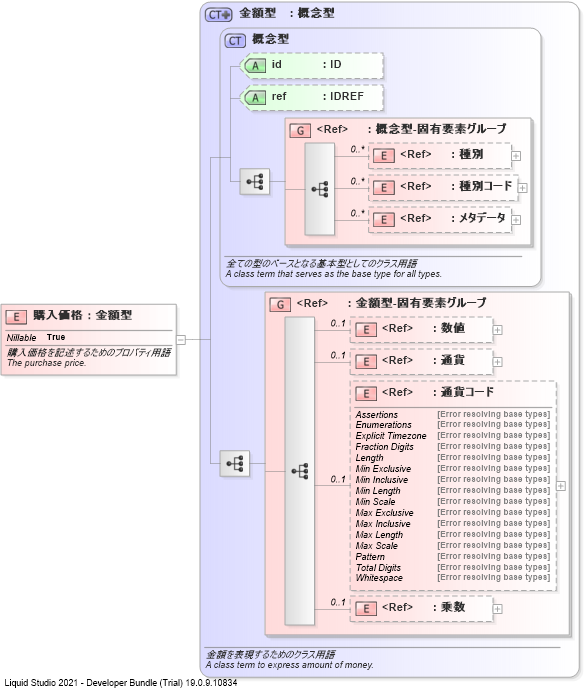 CT 金額型 : 概念型
CT 概念型
A id : ID
A ref : IDREF
G <Ref> : 概念型-固有要素グループ
0..* E <Ref> : 種別
0..* E <Ref> : 種別コード
0..* E <Ref> : メタデータ
全ての型のベースとなる基本型としてのクラス用語
A class term that serves as the base type for all types.
E 購入価格 : 金額型
Nillable True
購入価格を記述するためのプロパティ用語
The purchase price.
G <Ref> : 金額型-固有要素グループ
0..1 E <Ref> : 数値
0..1 E <Ref> : 通貨
E <Ref> : 通貨コード
Assertions [Error resolving base types]
Enumerations [Error resolving base types]
Explicit Timezone [Error resolving base types]
Fraction Digits [Error resolving base types]
Length [Error resolving base types]
Min Exclusive [Error resolving base types]
0..1 Min Inclusive [Error resolving base types]
Min Length [Error resolving base types]
Min Scale [Error resolving base types]
Max Exclusive [Error resolving base types]
Max Inclusive [Error resolving base types]
Max Length [Error resolving base types]
Max Scale [Error resolving base types]
Pattern [Error resolving base types]
Total Digits [Error resolving base types]
Whitespace [Error resolving base types]
0..1 E <Ref> : 乗数
金額を表現するためのクラス用語
A class term to express amount of money.
Liquid Studio 2021 - Developer Bundle (Trial) 19.0.9.10834